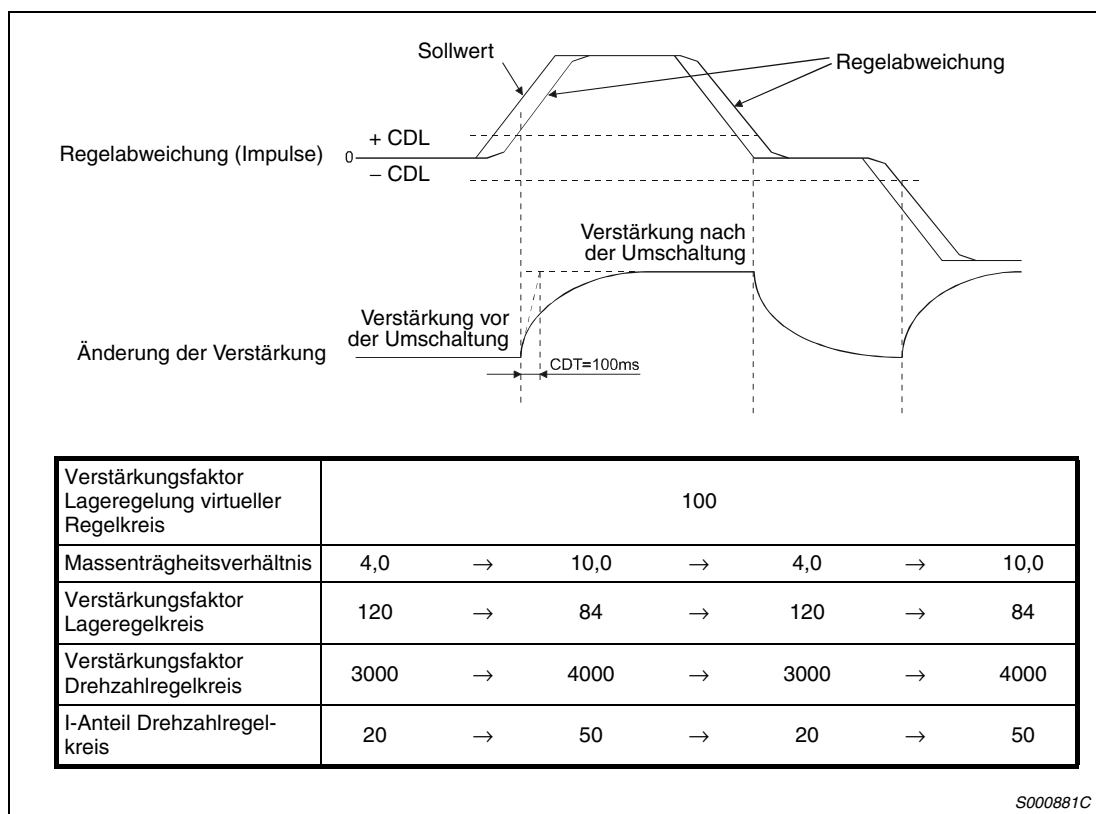 Sollwert
Regelabweichung
+ CDL
Regelabweichung (Impulse) 0
– CDL
Verstärkung nach
der Umschaltung
Verstärkung vor
der Umschaltung
Änderung der Verstärkung
CDT=100ms
Verstärkungsfaktor
Lageregelung virtueller
Regelkreis
100
Massenträgheitsverhältnis 4,0 → 10,0 → 4,0 → 10,0
Verstärkungsfaktor
Lageregelkreis
120 → 84 → 120 → 84
Verstärkungsfaktor
Drehzahlregelkreis
3000 → 4000 → 3000 → 4000
I-Anteil Drehzahlregel-
kreis
20 → 50 → 20 → 50
S000881C